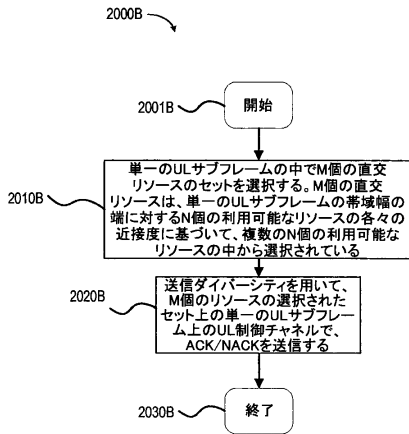 2000B
2001B
開始
単一のULサブフレームの中でM個の直交
リソースのセットを選択する。M個の直交
リソースは、単一のULサブフレームの帯域幅の
端に対するN個の利用可能なリソースの各々の
近接度に基づいて、複数のN個の利用可能な
リソースの中から選択されている
2010B
送信ダイバーシティを用いて、
M個のリソースの選択された
セット上の単一のULサブフレー
ム上のUL制御チャネルで、
ACK/NACKを送信する
2020B
終了
2030B